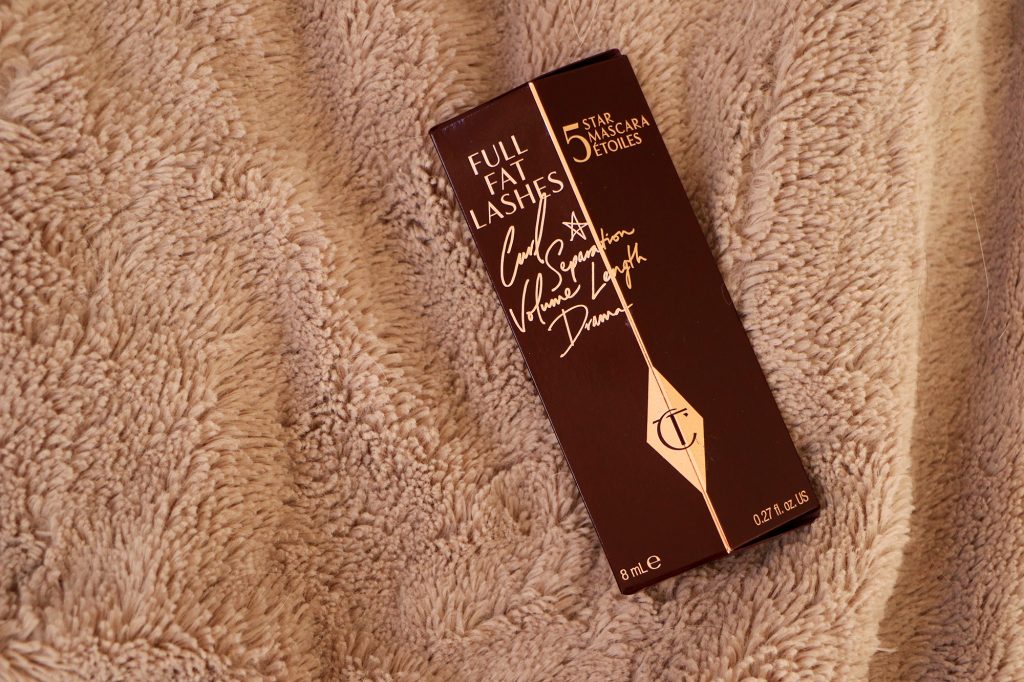 FULL
FAT
LASHES
5 STAR
MASCARA
ÉTOILES
Curl
Separation
Volume Length
Drama
CT
8 mL e
0.27 fl. oz. US